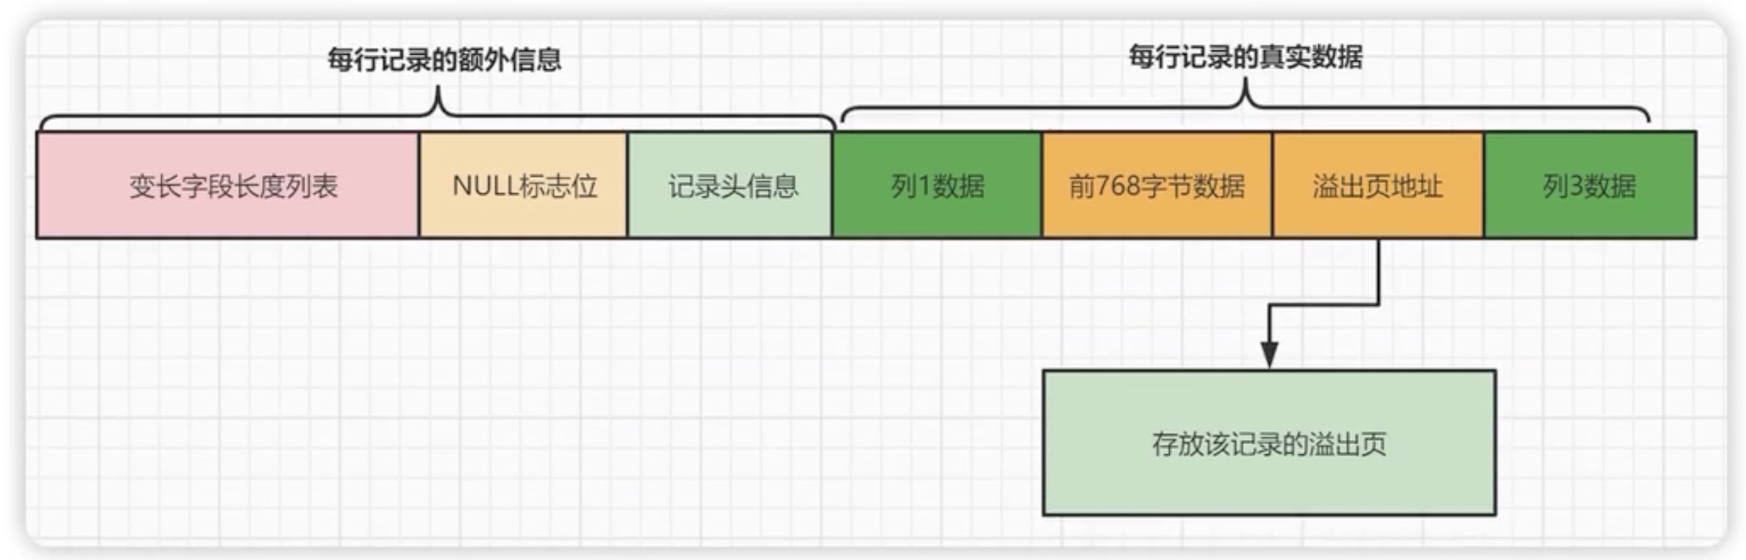 每行记录的额外信息
每行记录的真实数据
变长字段长度列表
NULL标志位
记录头信息
列1数据
前768字节数据
溢出页地址
列3数据
存放该记录的溢出页